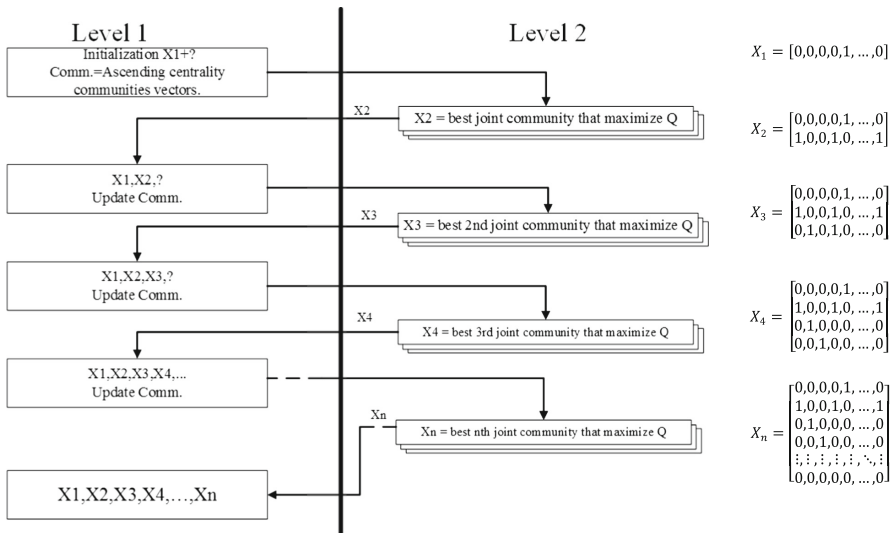 Level 1
Level 2
Initialization X1+?
Comm.=Ascending centrality
communities vectors.
X2
X2 = best joint community that maximize Q
X1,X2,?
Update Comm.
X3
X3 = best 2nd joint community that maximize Q
X1,X2,X3,?
Update Comm.
X4
X4 = best 3rd joint community that maximize Q
X1,X2,X3,X4,...
Update Comm.
Xn
Xn = best nth joint community that maximize Q
X1,X2,X3,X4,…,Xn
X₁ = [0,0,0,0,1, … ,0]
X₂ = [0,0,0,0,1, … ,0]
1,0,0,1,0, … ,1
X₃ = [0,0,0,0,1, … ,0]
1,0,0,1,0, … ,1
0,1,0,1,0, … ,0
X₄ = [0,0,0,0,1, … ,0]
1,0,0,1,0, … ,1
0,1,0,0,0, … ,0
0,0,1,0,0, … ,0
Xₙ = [0,0,0,0,1, … ,0]
1,0,0,1,0, … ,1
0,1,0,0,0, … ,0
0,0,1,0,0, … ,0
⋮,⋮,⋮,⋮,⋮,⋱,⋮
0,0,0,0,0, … ,0